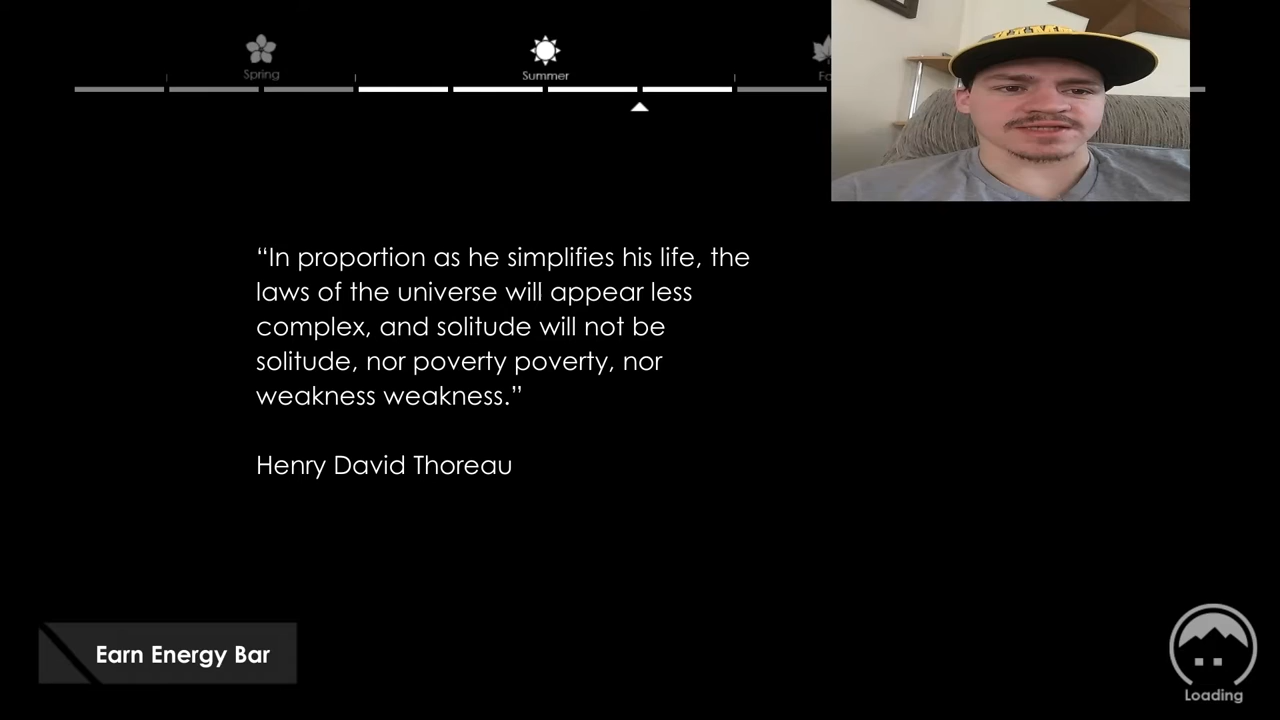 Spring
Summer
“In proportion as he simplifies his life, the
laws of the universe will appear less
complex, and solitude will not be
solitude, nor poverty poverty, nor
weakness weakness.”
Henry David Thoreau
Earn Energy Bar
Loading